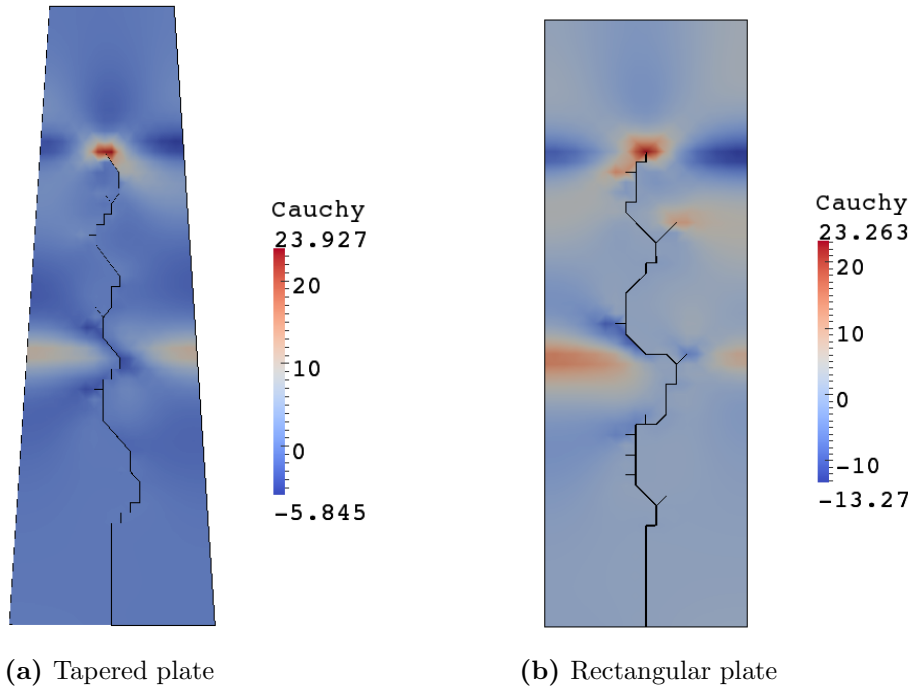 Cauchy
23.927
20
10
0
-5.845
Cauchy
23.263
20
10
0
-10
-13.27
(a) Tapered plate
(b) Rectangular plate